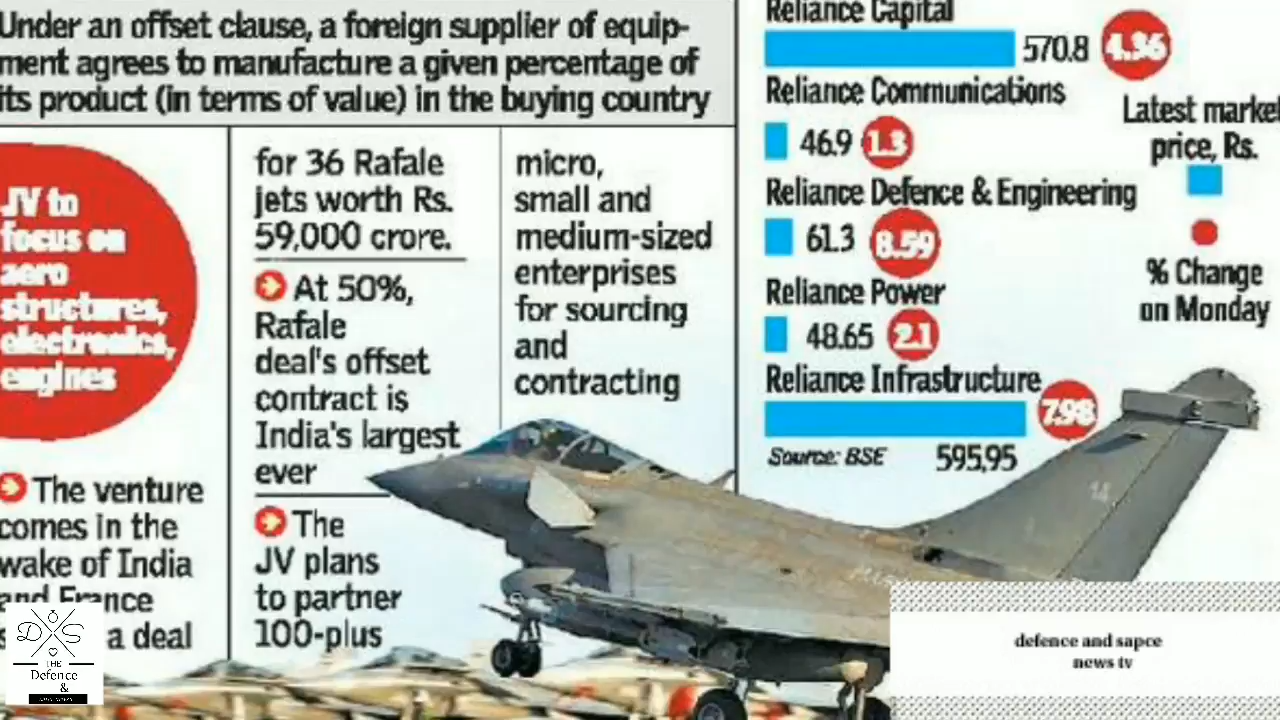 Under an offset clause, a foreign supplier of equip-
ment agrees to manufacture a given percentage of
its product (in terms of value) in the buying country
JV to
focus on
aero
structures,
electronics,
engines
The venture
comes in the
wake of India
and France
a deal
for 36 Rafale
jets worth Rs.
59,000 crore.
At 50%,
Rafale
deal's offset
contract is
India's largest
ever
The
JV plans
to partner
100-plus
micro,
small and
medium-sized
enterprises
for sourcing
and
contracting
Reliance Capital
570.8 4.36
Reliance Communications
46.9 1.3
Reliance Defence & Engineering
61.3 8.59
Reliance Power
48.65 2.1
Reliance Infrastructure
7.98
595.95
Source: BSE
Latest market
price, Rs.
% Change
on Monday
D S
THE
Defence
&
defence and sapce
news tv